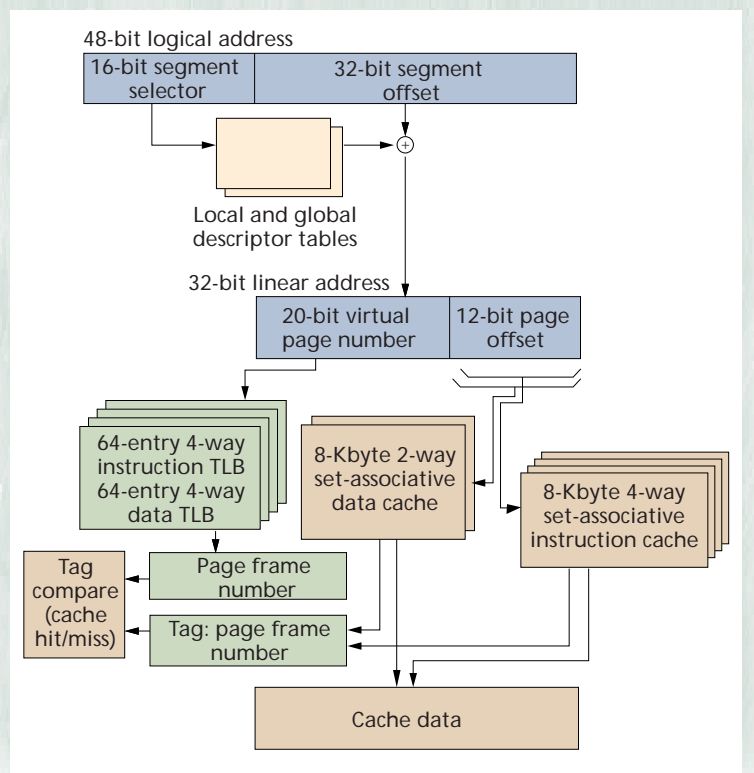 48-bit logical address
16-bit segment
selector
32-bit segment
offset
Local and global
descriptor tables
32-bit linear address
20-bit virtual
page number
12-bit page
offset
64-entry 4-way
instruction TLB
64-entry 4-way
data TLB
8-Kbyte 2-way
set-associative
data cache
8-Kbyte 4-way
set-associative
instruction cache
Tag
compare
(cache
hit/miss)
Page frame
number
Tag: page frame
number
Cache data